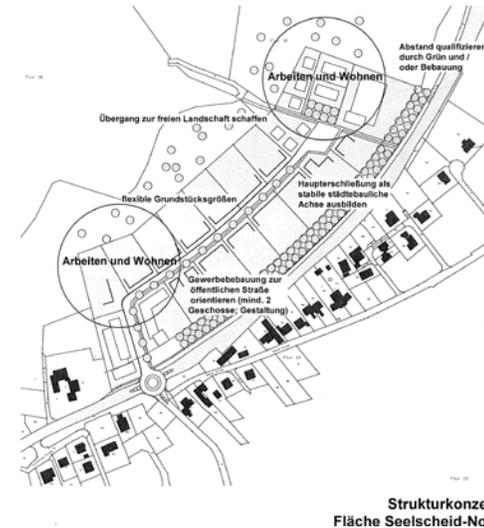 Abstand qualifizieren
durch Grün und /
oder Bebauung
Arbeiten und Wohnen
Übergang zur freien Landschaft schaffen
Haupterschließung als
stabile städtebauliche
Achse ausbilden
flexible Grundstücksgrößen
Arbeiten und Wohnen
Gewerbebebauung zur
öffentlichen Straße
orientieren (mind. 2
Geschosse; Gestaltung)
Strukturkonze
Fläche Seelscheid-No